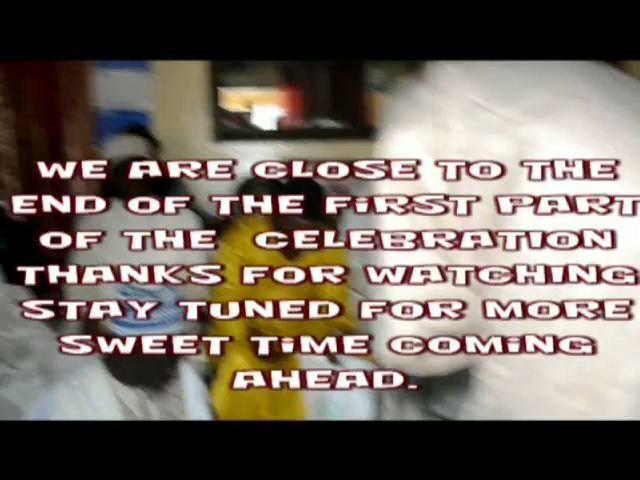 WE ARE CLOSE TO THE
END OF THE FiRST PART
OF THE CELEBRATION
THANKS FOR WATCHING
STAY TUNED FOR MORE
SWEET TiME COMiNG
AHEAD.